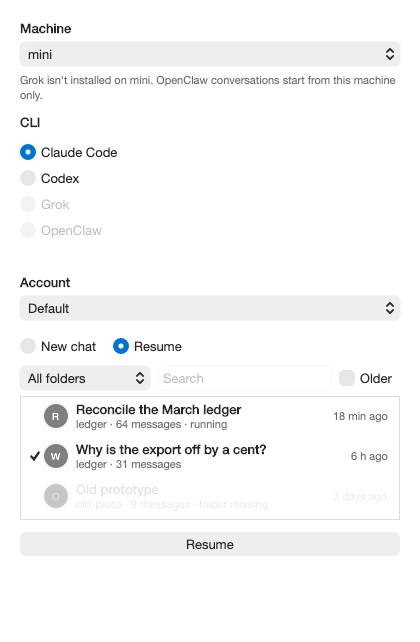 Machine
mini
Grok isn't installed on mini. OpenClaw conversations start from this machine
only.
CLI
Claude Code
Codex
Grok
OpenClaw
Account
Default
New chat Resume
All folders Search Older
R Reconcile the March ledger 18 min ago
ledger · 64 messages · running
W Why is the export off by a cent? 6 h ago
ledger · 31 messages
O Old prototype 3 days ago
old-proto · 9 messages · folder missing
Resume